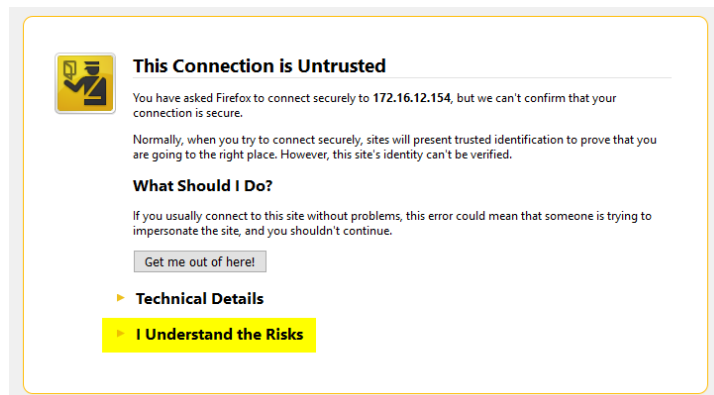 This Connection is Untrusted
You have asked Firefox to connect securely to 172.16.12.154, but we can't confirm that your
connection is secure.
Normally, when you try to connect securely, sites will present trusted identification to prove that you
are going to the right place. However, this site's identity can't be verified.
What Should I Do?
If you usually connect to this site without problems, this error could mean that someone is trying to
impersonate the site, and you shouldn't continue.
Get me out of here!
Technical Details
I Understand the Risks